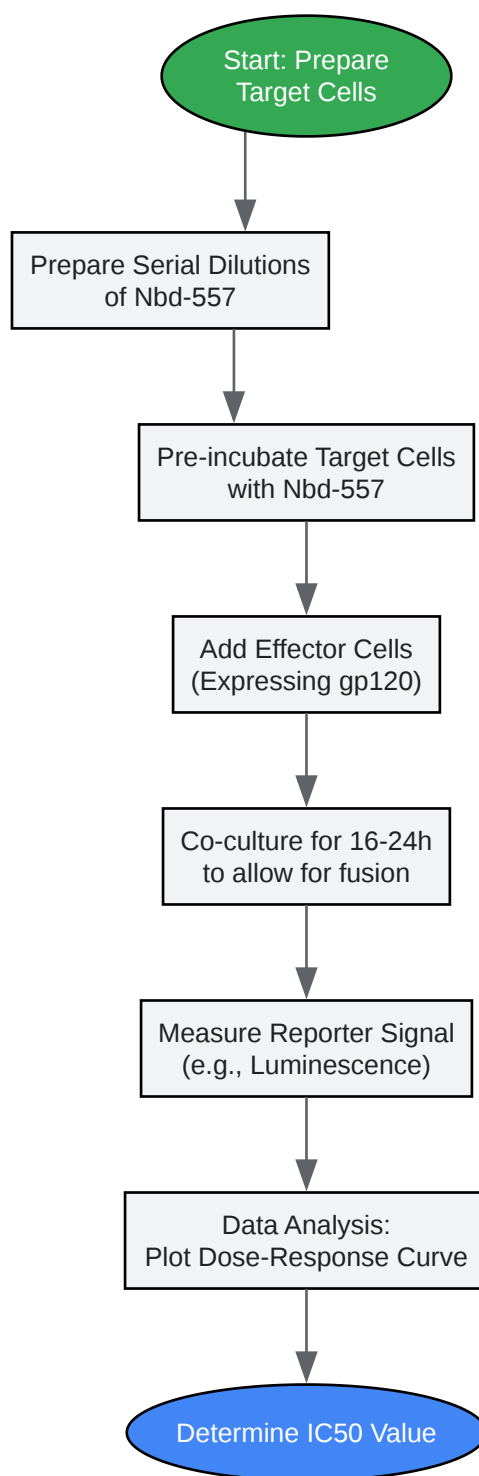 Start: Prepare
Target Cells
Prepare Serial Dilutions
of Nbd-557
Pre-incubate Target Cells
with Nbd-557
Add Effector Cells
(Expressing gp120)
Co-culture for 16-24h
to allow for fusion
Measure Reporter Signal
(e.g., Luminescence)
Data Analysis:
Plot Dose-Response Curve
Determine IC50 Value